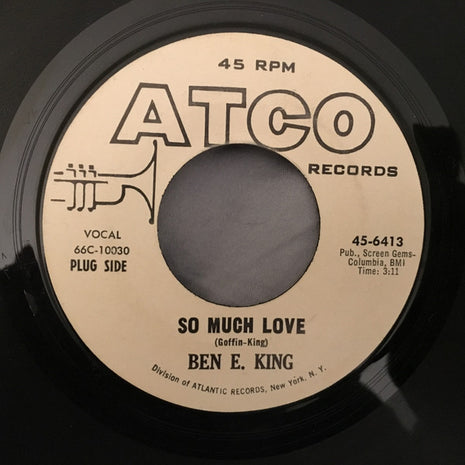 45 RPM
ATCO
RECORDS
VOCAL
66C-10030
PLUG SIDE
45-6413
Pub., Screen Gems-
Columbia, BMI
Time: 3:11
SO MUCH LOVE
(Goffin-King)
BEN E. KING
Division of ATLANTIC RECORDS, New York, N. Y.